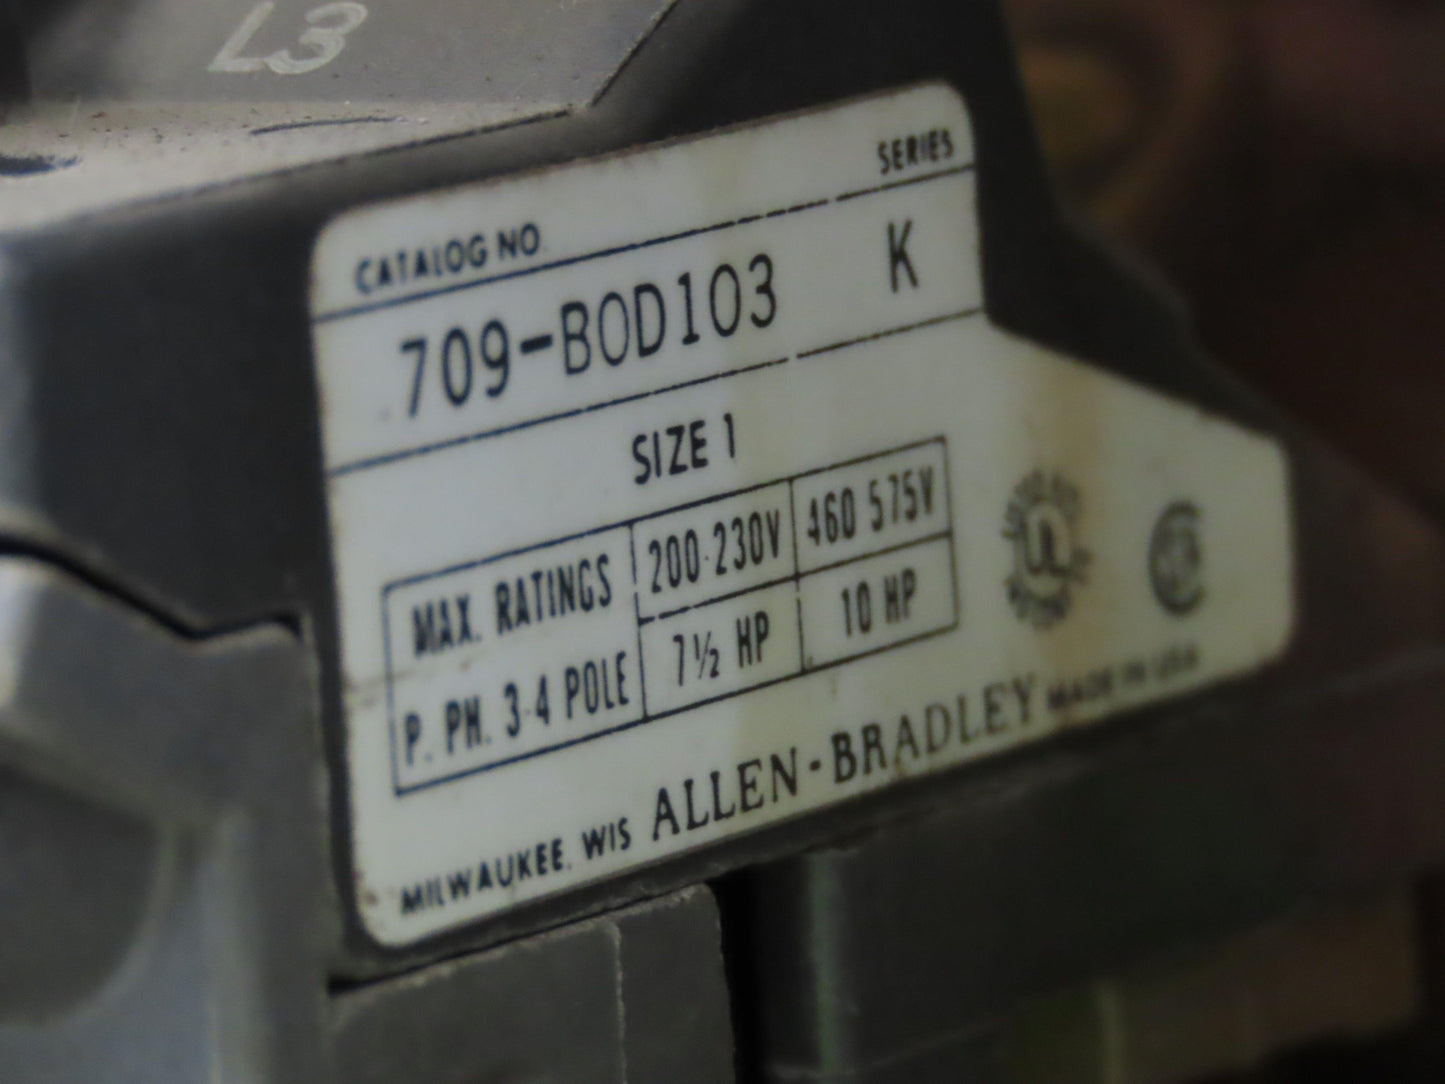 L3
CATALOG NO. SERIES
709-BOD103 K
SIZE 1
MAX. RATINGS 200-230V 460 575V
P. PH. 3-4 POLE 7½ HP 10 HP
UL
MILWAUKEE, WIS ALLEN-BRADLEY MADE IN USA